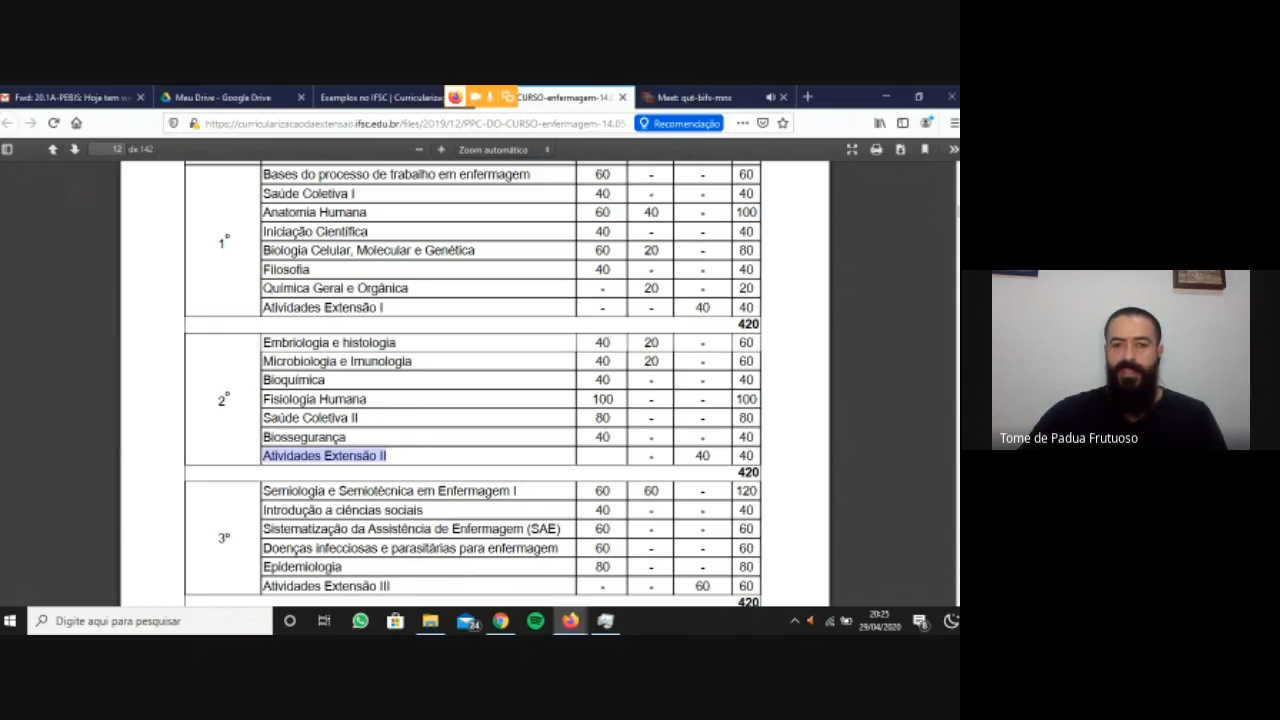 Fwd: 20.1A-PEBIS: Hoje tem
Meu Drive - Google Drive
Exemplos no IFSC | Curriculariza
CURSO-enfermagem-14.
Meet: qut-bifs-mnx
https://curricularizacaodaextensao.ifsc.edu.br/files/2019/12/PPC-DO-CURSO-enfermagem-14.05
Recomendação
12 de 142
Zoom automático
1º
Bases do processo de trabalho em enfermagem 60 - - 60
Saúde Coletiva I 40 - - 40
Anatomia Humana 60 40 - 100
Iniciação Científica 40 - - 40
Biologia Celular, Molecular e Genética 60 20 - 80
Filosofia 40 - - 40
Química Geral e Orgânica - 20 - 20
Atividades Extensão I - - 40 40
420
2º
Embriologia e histologia 40 20 - 60
Microbiologia e Imunologia 40 20 - 60
Bioquímica 40 - - 40
Fisiologia Humana 100 - - 100
Saúde Coletiva II 80 - - 80
Biossegurança 40 - - 40
Atividades Extensão II - 40 40
420
3º
Semiologia e Semiotécnica em Enfermagem I 60 60 - 120
Introdução a ciências sociais 40 - - 40
Sistematização da Assistência de Enfermagem (SAE) 60 - - 60
Doenças infecciosas e parasitárias para enfermagem 60 - - 60
Epidemiologia 80 - - 80
Atividades Extensão III - - 60 60
420
Digite aqui para pesquisar
24
20:25
29/04/2020
8
Tome de Padua Frutuoso